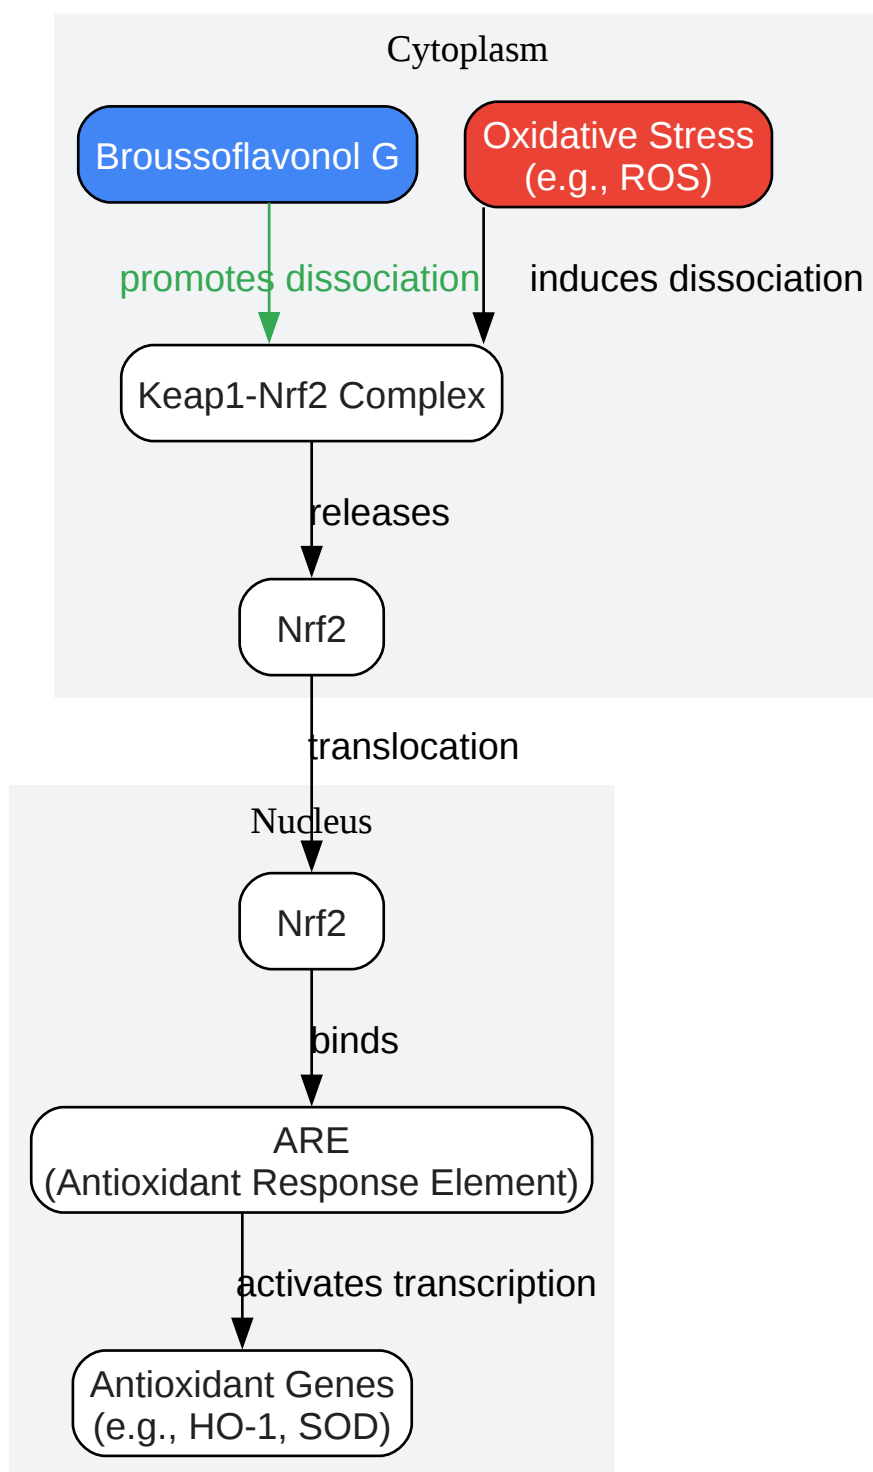 Cytoplasm
Broussoflavonol G
Oxidative Stress
(e.g., ROS)
promotes dissociation
induces dissociation
Keap1-Nrf2 Complex
releases
Nrf2
translocation
Nucleus
Nrf2
binds
ARE
(Antioxidant Response Element)
activates transcription
Antioxidant Genes
(e.g., HO-1, SOD)